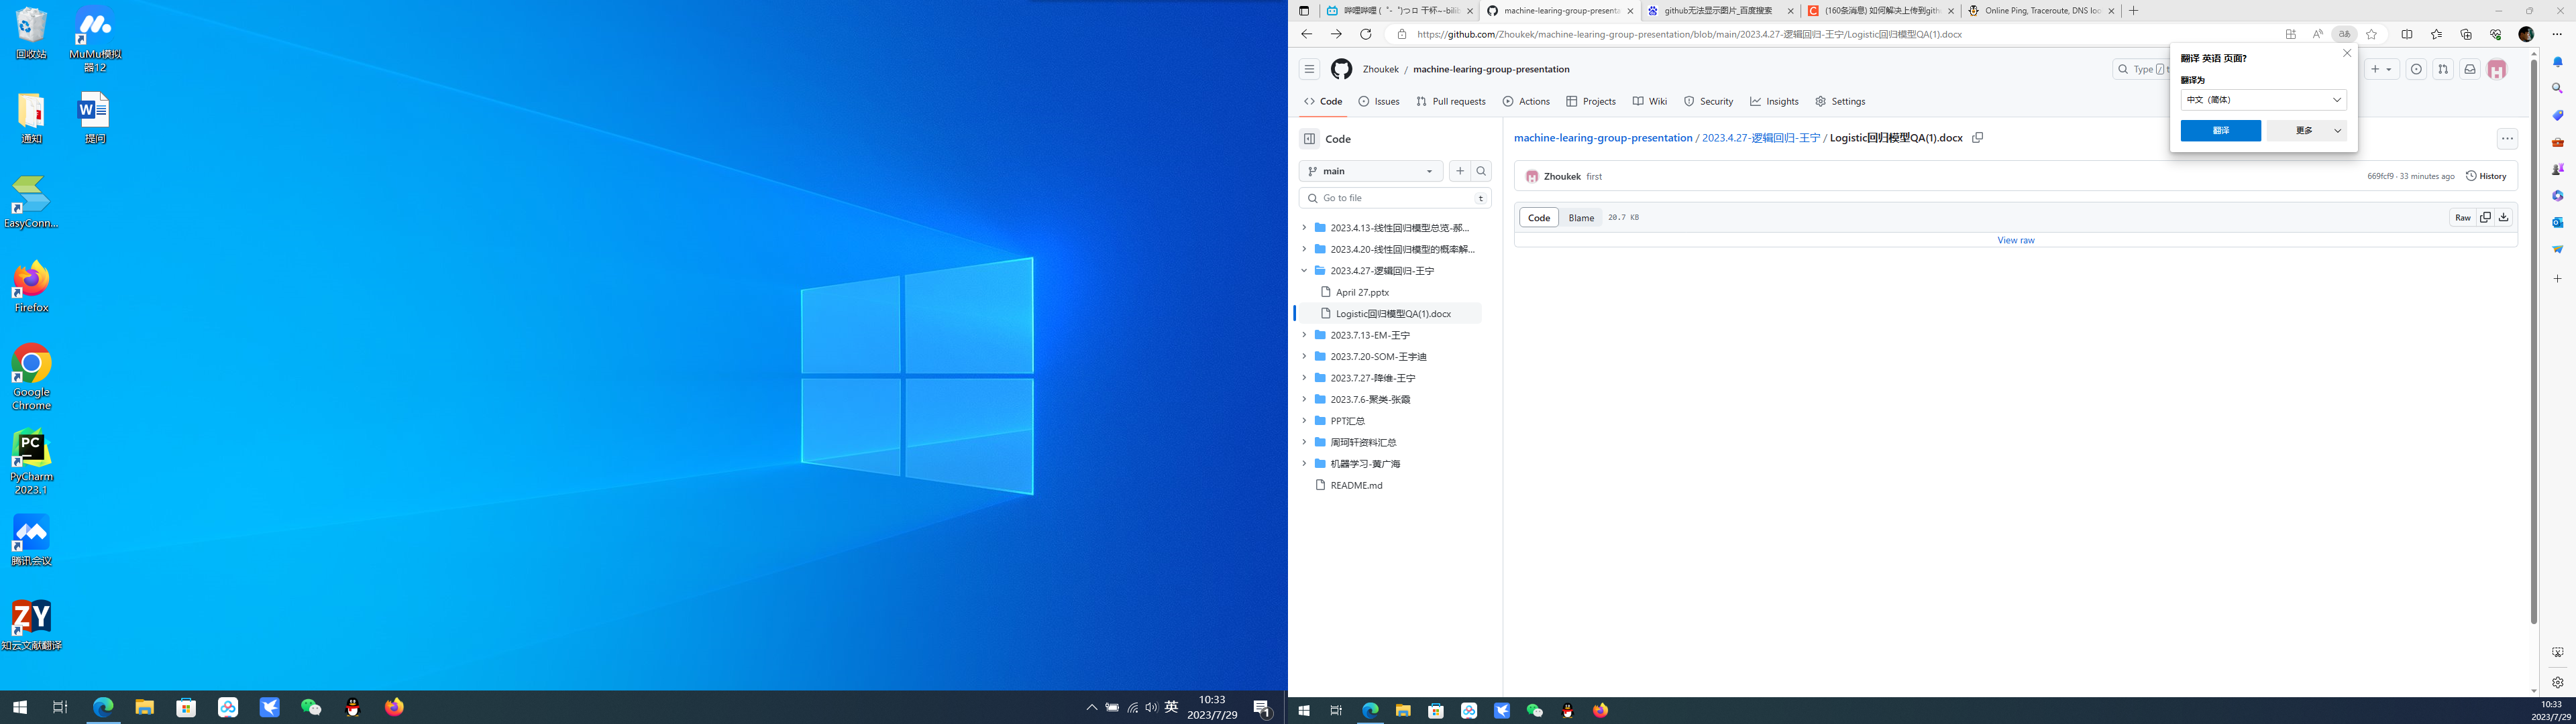 回收站
MuMu模拟
器12
通知
提问
EasyConn...
Firefox
Google
Chrome
PyCharm
2023.1
腾讯会议
知云文献翻译
英
10:33
2023/7/29
1
哔哩哔哩 (゜-゜)つロ 干杯~-bilib
machine-learing-group-presenta
github无法显示图片_百度搜索
(160条消息) 如何解决上传到gith
Online Ping, Traceroute, DNS loo
https://github.com/Zhoukek/machine-learing-group-presentation/blob/main/2023.4.27-逻辑回归-王宁/Logistic回归模型QA(1).docx
翻译 英语 页面?
翻译为
中文（简体）
翻译
更多
Zhoukek / machine-learing-group-presentation
Type / t
Code
Issues
Pull requests
Actions
Projects
Wiki
Security
Insights
Settings
Code
main
Go to file
t
2023.4.13-线性回归模型总览-郝...
2023.4.20-线性回归模型的概率解...
2023.4.27-逻辑回归-王宁
April 27.pptx
Logistic回归模型QA(1).docx
2023.7.13-EM-王宁
2023.7.20-SOM-王宇迪
2023.7.27-降维-王宁
2023.7.6-聚类-张霞
PPT汇总
周珂轩资料汇总
机器学习-黄广海
README.md
machine-learing-group-presentation / 2023.4.27-逻辑回归-王宁 / Logistic回归模型QA(1).docx
Zhoukek first
669fcf9 · 33 minutes ago
History
Code
Blame
20.7 KB
Raw
View raw
10:33
2023/7/29